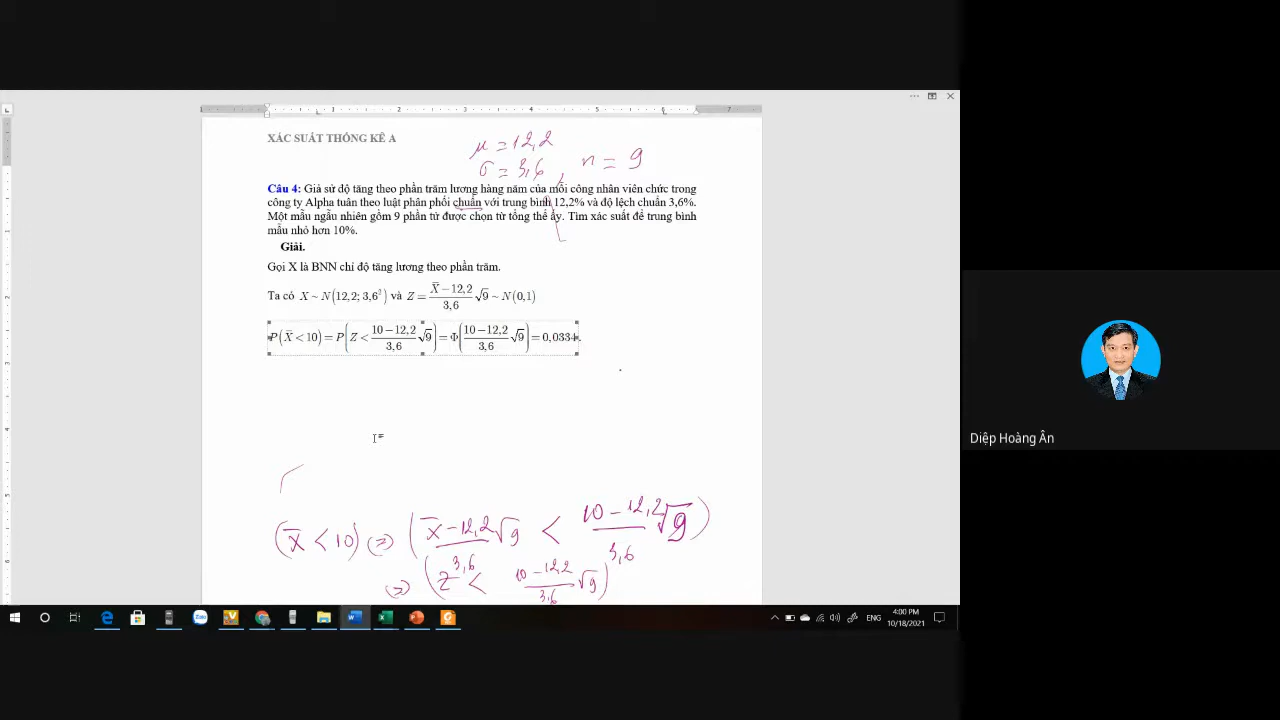 XÁC SUẤT THỐNG KÊ A
μ = 12,2
σ = 3,6 n = 9
Câu 4: Giả sử độ tăng theo phần trăm lương hàng năm của mỗi công nhân viên chức trong
công ty Alpha tuân theo luật phân phối chuẩn với trung bình 12,2% và độ lệch chuẩn 3,6%.
Một mẫu ngẫu nhiên gồm 9 phần tử được chọn từ tổng thể ấy. Tìm xác suất để trung bình
mẫu nhỏ hơn 10%.
Giải.
Gọi X là BNN chỉ độ tăng lương theo phần trăm.
Ta có X ~ N(12,2; 3,6²) và Z = (X̄ − 12,2)/3,6 √9 ~ N(0,1)
P(X̄ < 10) = P(Z < (10 − 12,2)/3,6 √9) = Φ((10 − 12,2)/3,6 √9) = 0,0334.
(X̄ < 10) ⇔ ((X̄ − 12,2)/3,6 √9 < (10 − 12,2)/3,6 √9)
⇔ (Z < (10 − 12,2)/3,6 √9)
Diệp Hoàng Ân
Zalo
ENG
4:00 PM
10/18/2021